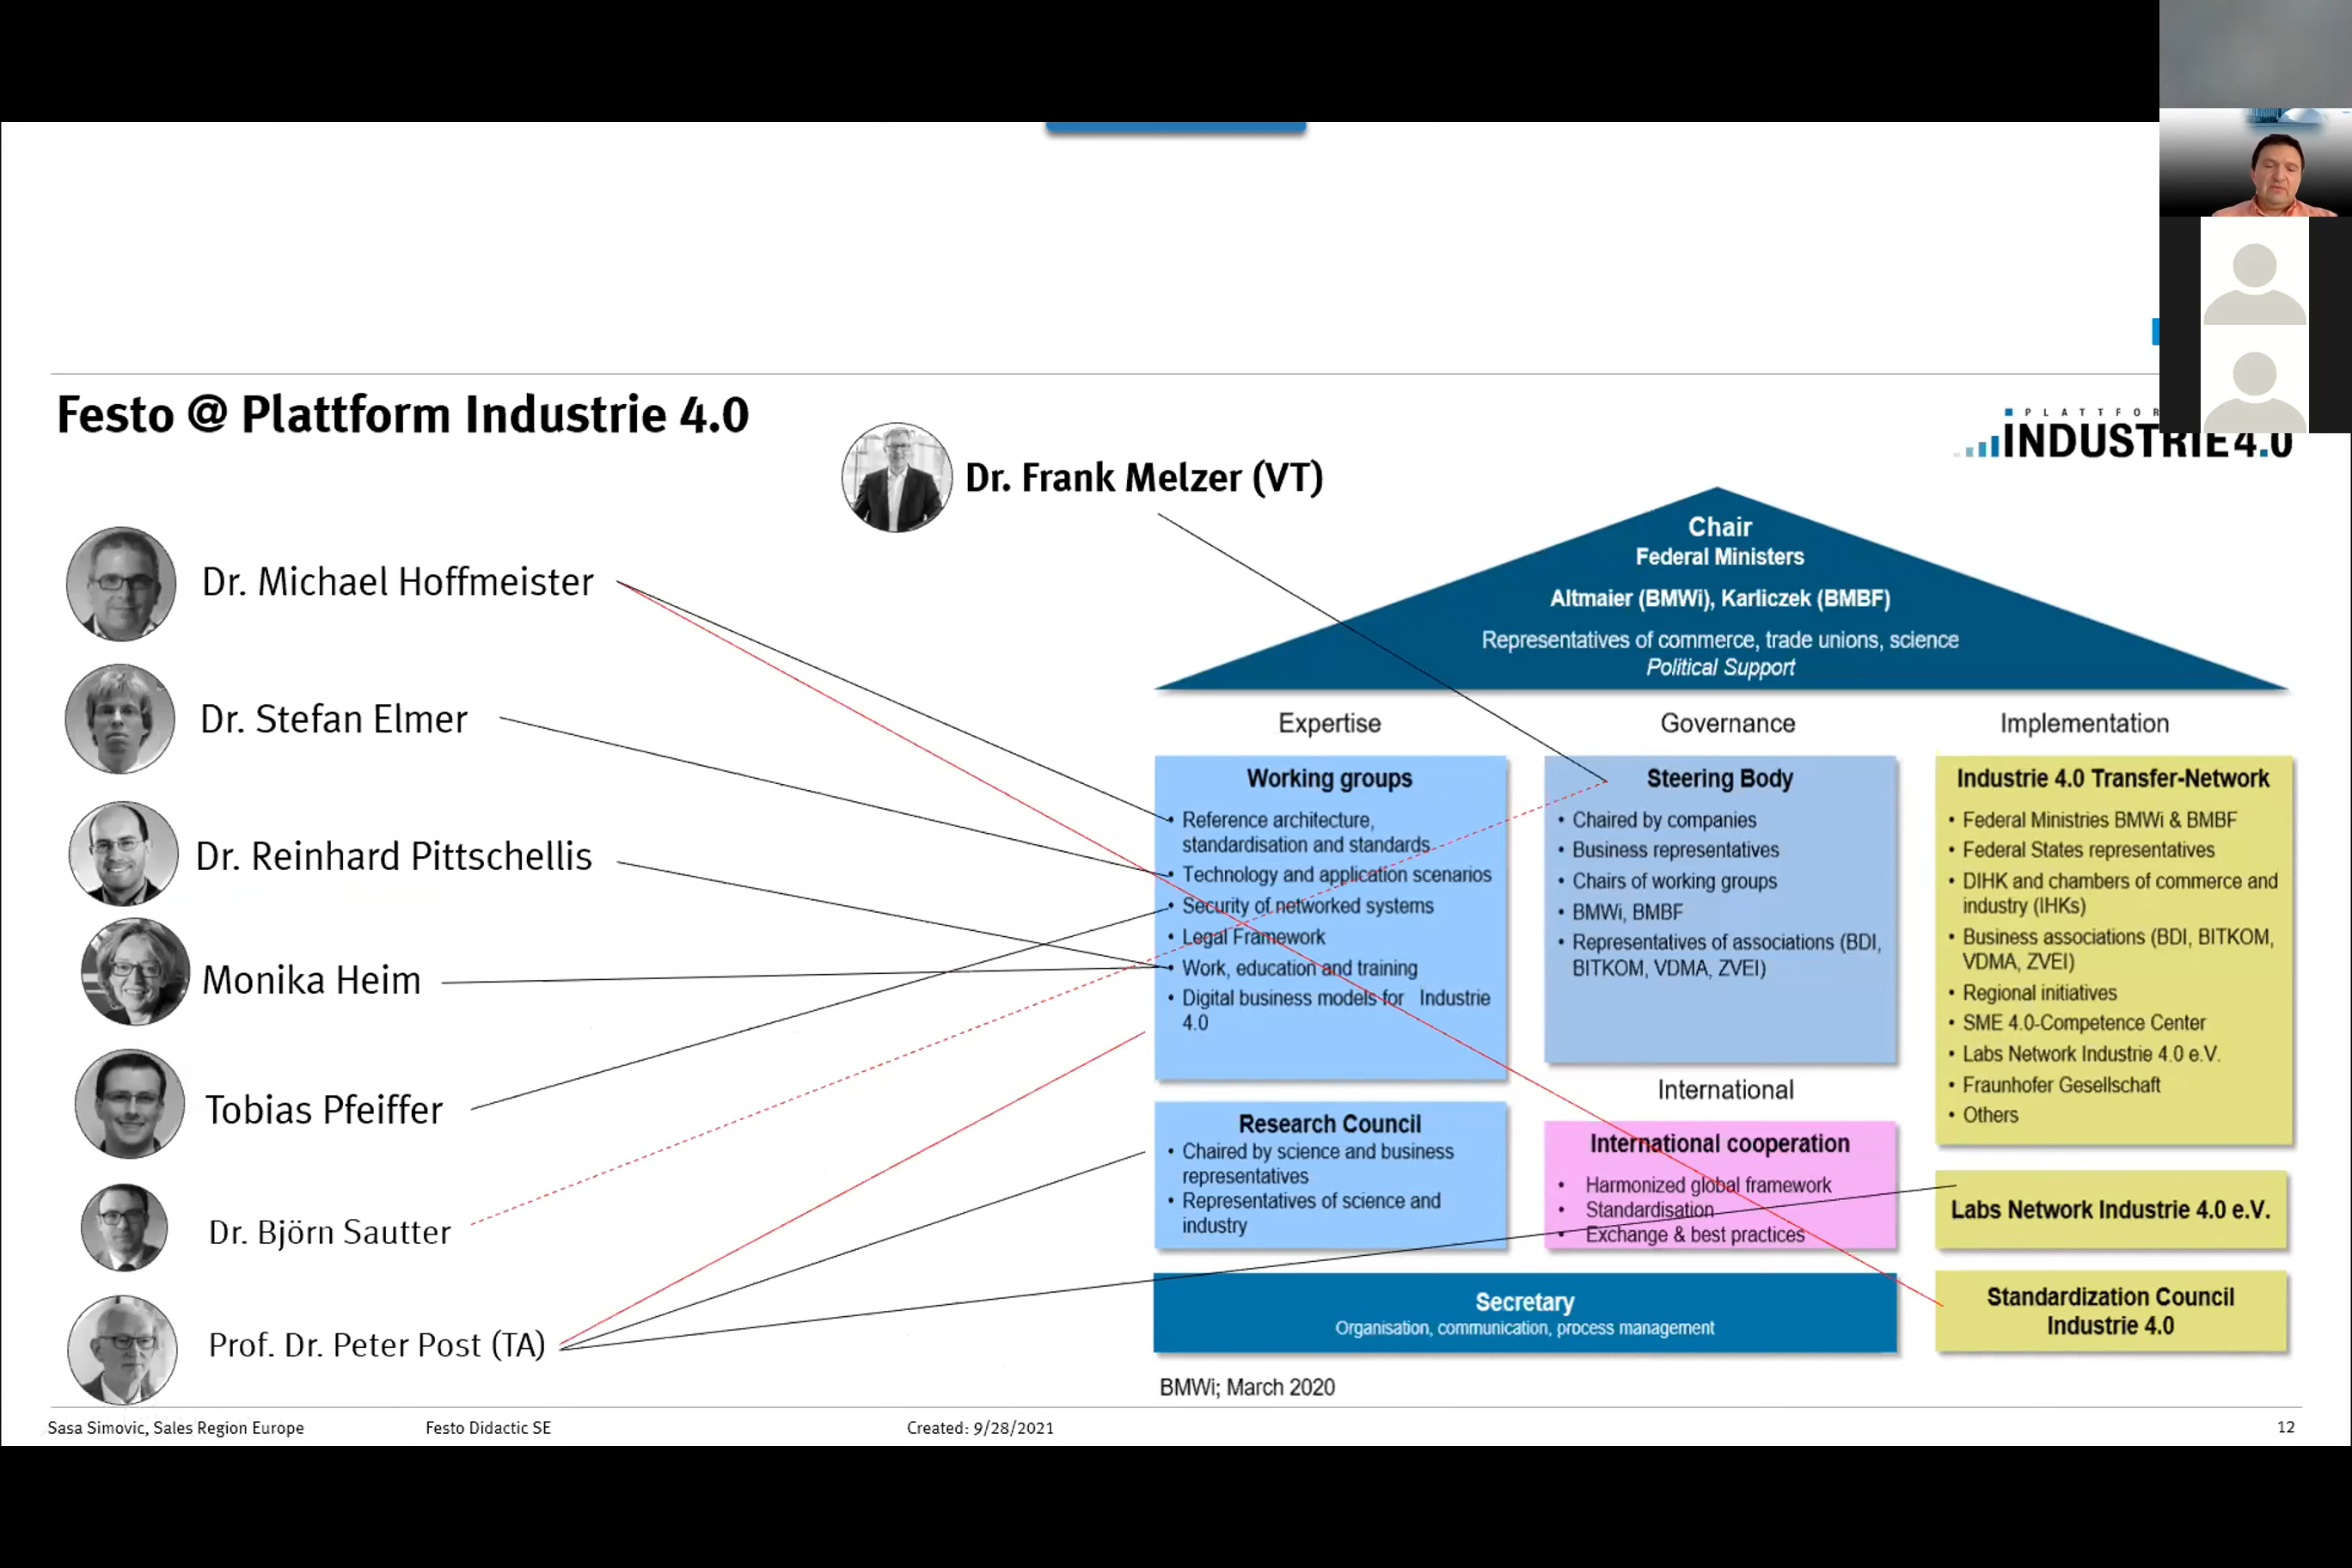 Festo @ Plattform Industrie 4.0
PLATTFOR
INDUSTRIE4.0
Dr. Frank Melzer (VT)
Dr. Michael Hoffmeister
Dr. Stefan Elmer
Dr. Reinhard Pittschellis
Monika Heim
Tobias Pfeiffer
Dr. Björn Sautter
Prof. Dr. Peter Post (TA)
Chair
Federal Ministers
Altmaier (BMWi), Karliczek (BMBF)
Representatives of commerce, trade unions, science
Political Support
Expertise
Working groups
• Reference architecture,
standardisation and standards
• Technology and application scenarios
• Security of networked systems
• Legal Framework
• Work, education and training
• Digital business models for Industrie
4.0
Research Council
• Chaired by science and business
representatives
• Representatives of science and
industry
Governance
Steering Body
• Chaired by companies
• Business representatives
• Chairs of working groups
• BMWi, BMBF
• Representatives of associations (BDI,
BITKOM, VDMA, ZVEI)
International
International cooperation
• Harmonized global framework
• Standardisation
• Exchange & best practices
Implementation
Industrie 4.0 Transfer-Network
• Federal Ministries BMWi & BMBF
• Federal States representatives
• DIHK and chambers of commerce and
industry (IHKs)
• Business associations (BDI, BITKOM,
VDMA, ZVEI)
• Regional initiatives
• SME 4.0-Competence Center
• Labs Network Industrie 4.0 e.V.
• Fraunhofer Gesellschaft
• Others
Labs Network Industrie 4.0 e.V.
Standardization Council
Industrie 4.0
Secretary
Organisation, communication, process management
BMWi; March 2020
Sasa Simovic, Sales Region Europe
Festo Didactic SE
Created: 9/28/2021
12